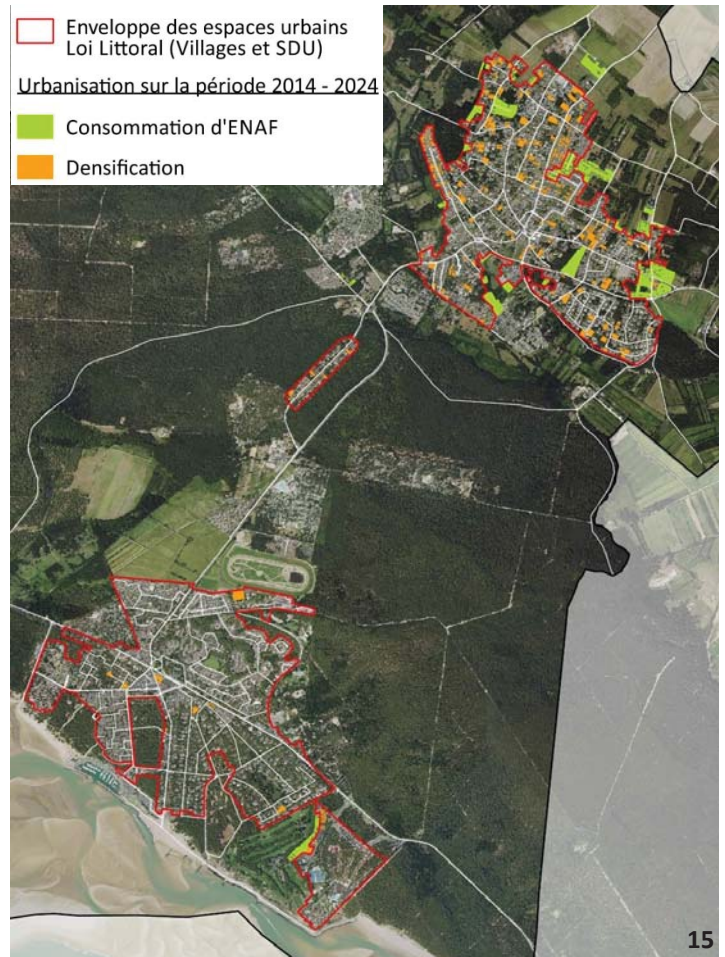 Enveloppe des espaces urbains
Loi Littoral (Villages et SDU)
Urbanisation sur la période 2014 - 2024
Consommation d'ENAF
Densification
15